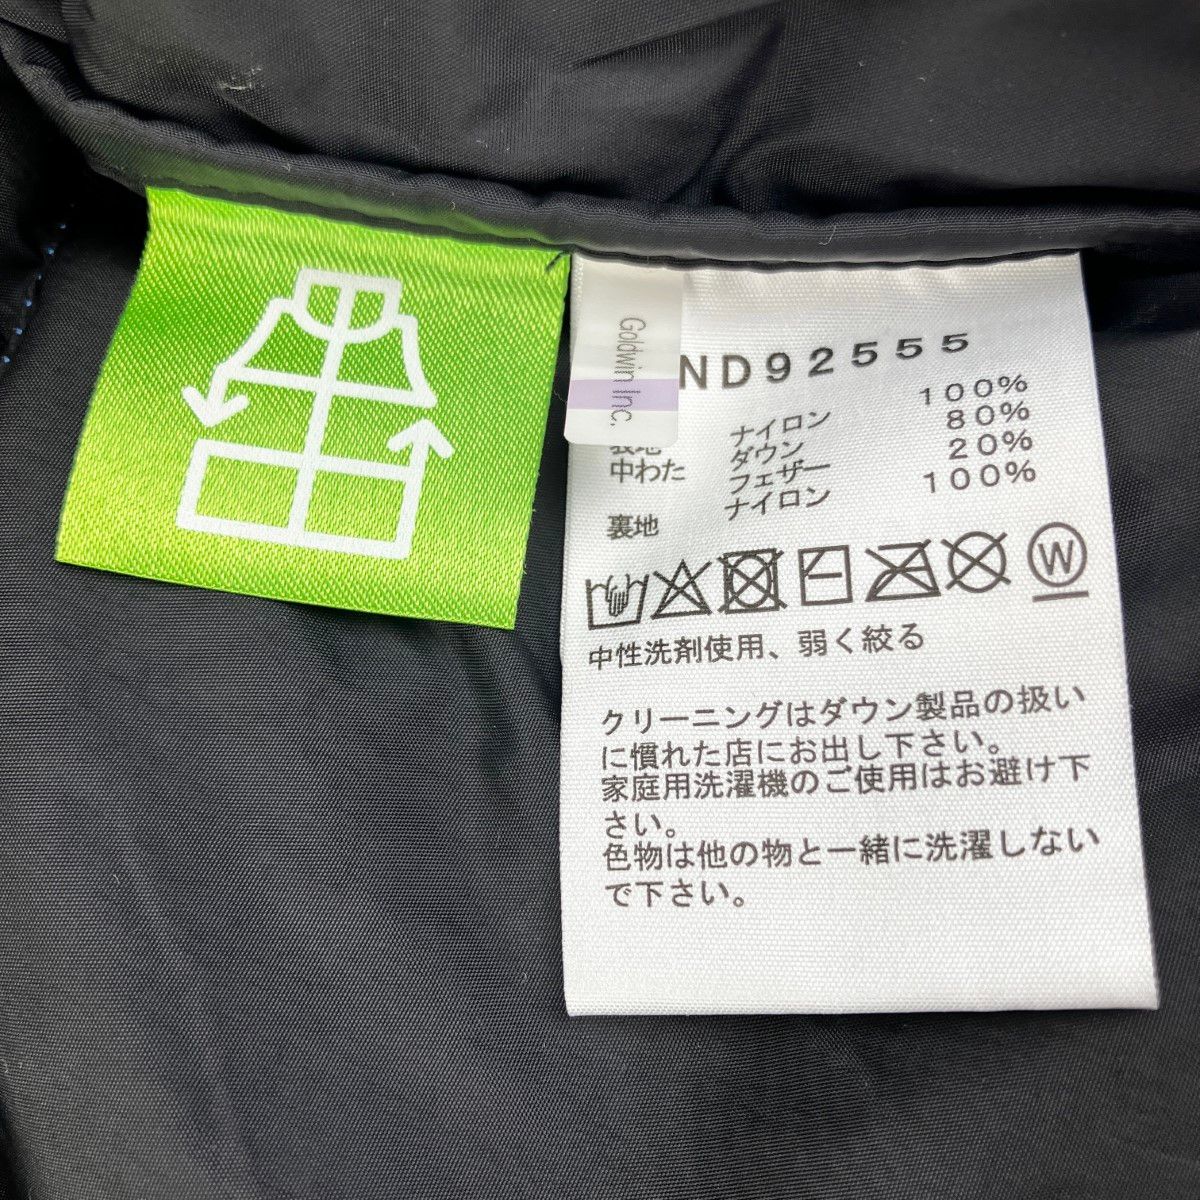 Goldwin Inc.
ND92555
表地 ナイロン 100%
中わた ダウン 80%
フェザー 20%
裏地 ナイロン 100%
W
中性洗剤使用、弱く絞る
クリーニングはダウン製品の扱い
に慣れた店にお出し下さい。
家庭用洗濯機のご使用はお避け下
さい。
色物は他の物と一緒に洗濯しない
で下さい。